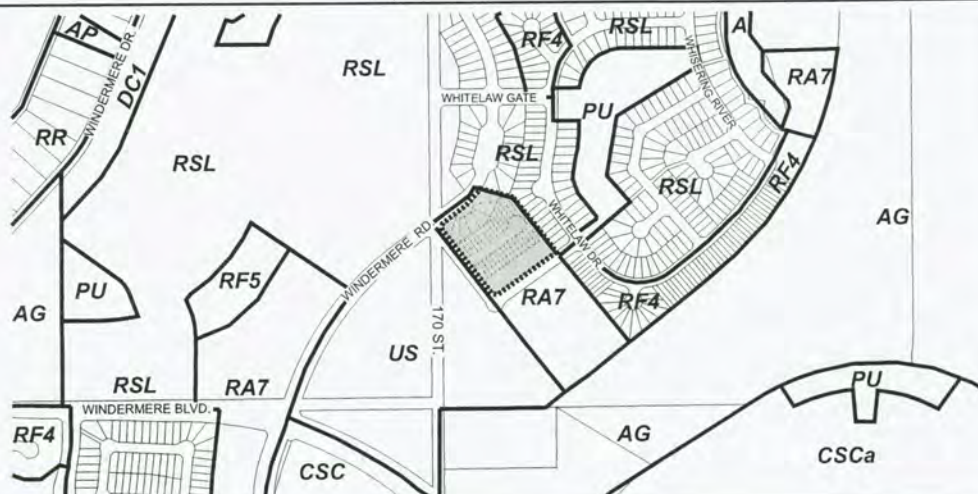 AP
WINDERMERE DR.
DC1
RR
RSL
RSL
RF4
RSL
A
RA7
WHITELAW GATE
WHISERING RIVER
PU
RSL
RSL
RF4
AG
WINDERMERE RD.
WHITELAW DR.
PU
RF5
AG
RA7
RF4
170 ST.
US
RSL
RA7
PU
WINDERMERE BLVD.
RF4
AG
CSC
CSCa